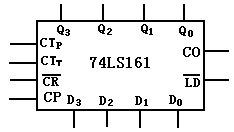 Q3 Q2 Q1 Q0
CTP
CTT 74LS161 CO
CR LD
CP
D3 D2 D1 D0